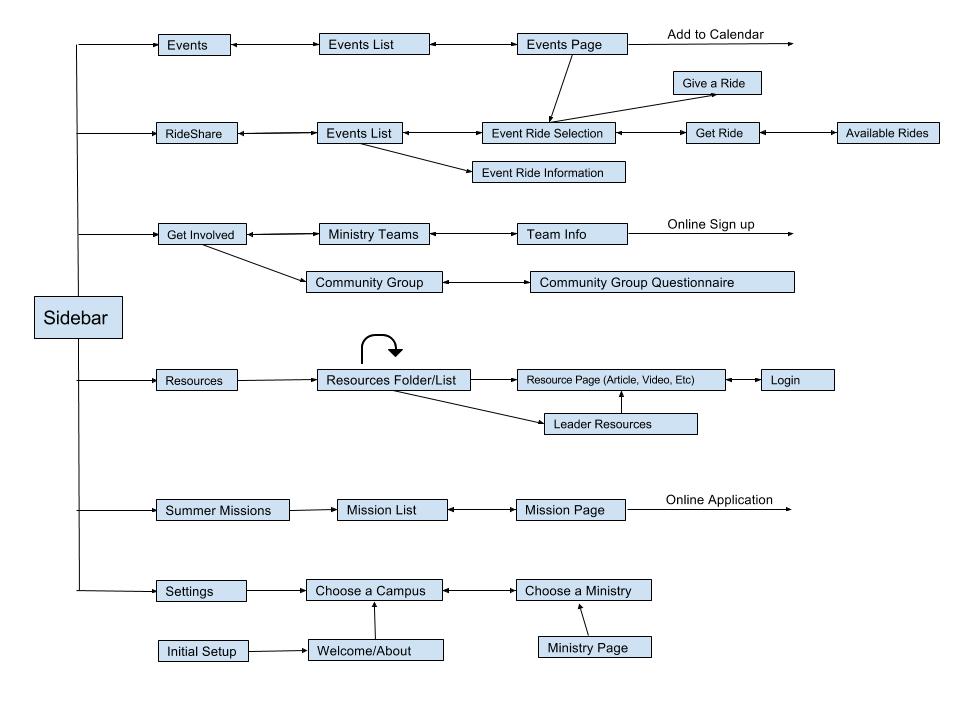 Add to Calendar
Events
Events List
Events Page
Give a Ride
RideShare
Events List
Event Ride Selection
Get Ride
Available Rides
Event Ride Information
Online Sign up
Get Involved
Ministry Teams
Team Info
Community Group
Community Group Questionnaire
Sidebar
Resources
Resources Folder/List
Resource Page (Article, Video, Etc)
Login
Leader Resources
Online Application
Summer Missions
Mission List
Mission Page
Settings
Choose a Campus
Choose a Ministry
Initial Setup
Welcome/About
Ministry Page